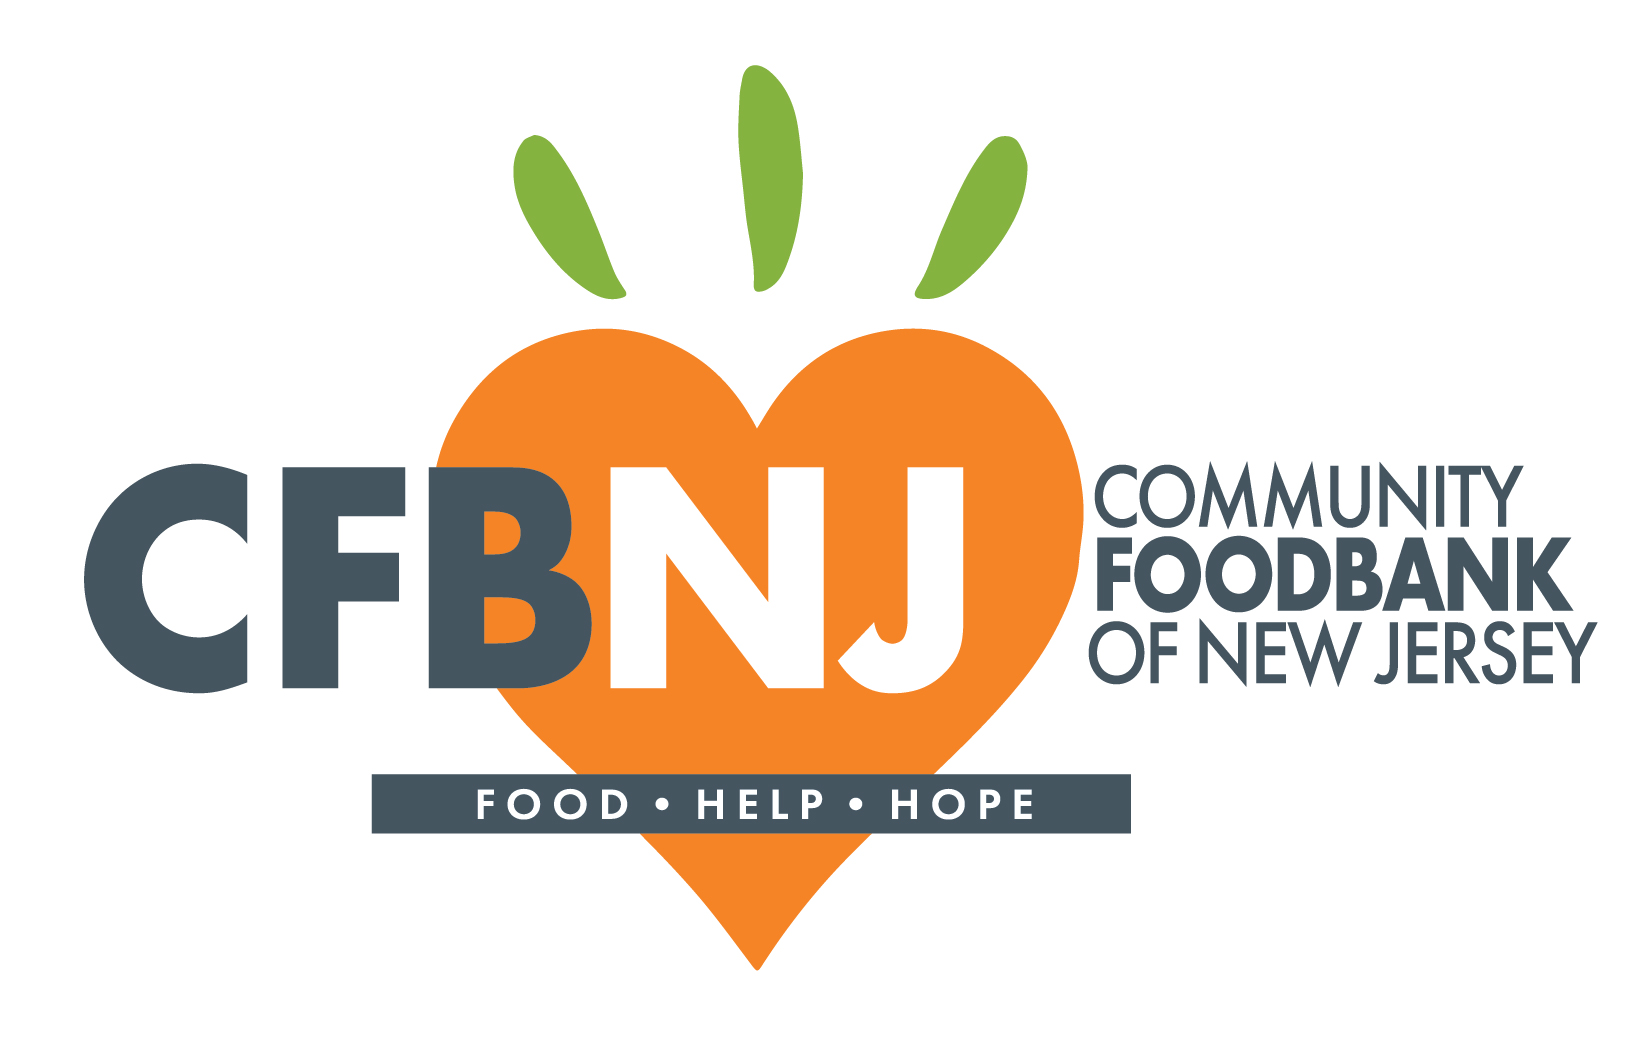 CFBNJ
COMMUNITY
FOODBANK
OF NEW JERSEY
FOOD • HELP • HOPE